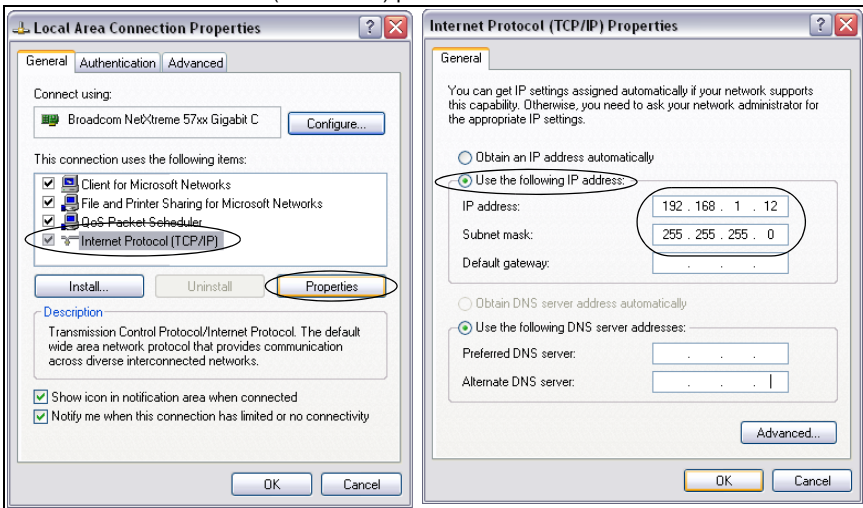 Local Area Connection Properties
General Authentication Advanced
Connect using:
Broadcom NetXtreme 57xx Gigabit C
Configure...
This connection uses the following items:
Client for Microsoft Networks
File and Printer Sharing for Microsoft Networks
QoS Packet Scheduler
Internet Protocol (TCP/IP)
Install... Uninstall Properties
Description
Transmission Control Protocol/Internet Protocol. The default
wide area network protocol that provides communication
across diverse interconnected networks.
Show icon in notification area when connected
Notify me when this connection has limited or no connectivity
OK Cancel
Internet Protocol (TCP/IP) Properties
General
You can get IP settings assigned automatically if your network supports
this capability. Otherwise, you need to ask your network administrator for
the appropriate IP settings.
Obtain an IP address automatically
Use the following IP address:
IP address: 192 . 168 . 1 . 12
Subnet mask: 255 . 255 . 255 . 0
Default gateway: . . .
Obtain DNS server address automatically
Use the following DNS server addresses:
Preferred DNS server: . . .
Alternate DNS server: . . .
Advanced...
OK Cancel